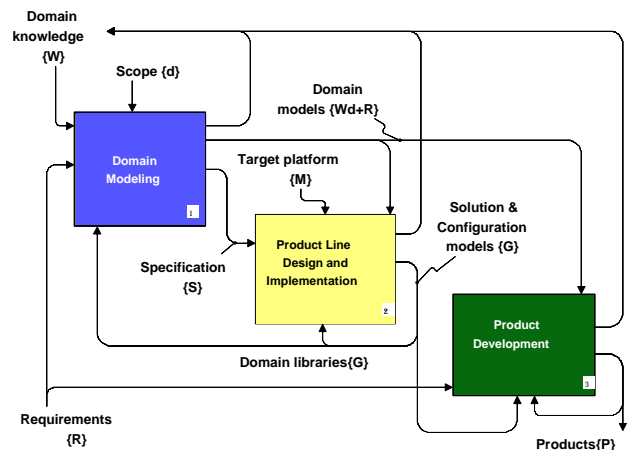 Domain
knowledge
{W}
Scope {d}
Domain
models {Wd+R}
Domain
Modeling
1
Target platform
{M}
Solution &
Configuration
models {G}
Specification
{S}
Product Line
Design and
Implementation
2
Product
Development
3
Domain libraries{G}
Requirements
{R}
Products{P}